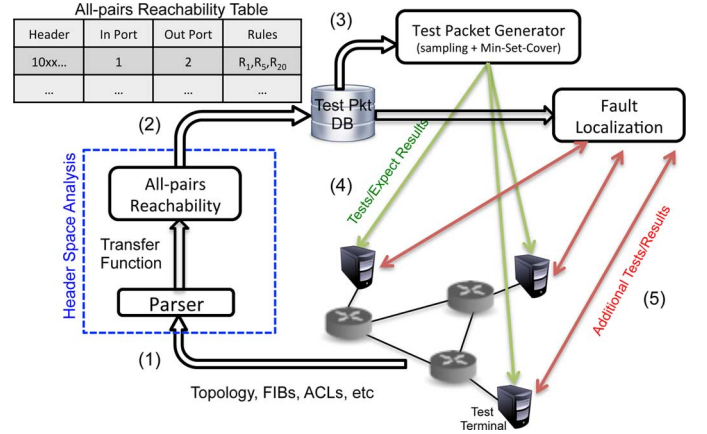 All-pairs Reachability Table
Header In Port Out Port Rules
10xx... 1 2 R1,R5,R20
... ... ... ...
(3)
Test Packet Generator
(sampling + Min-Set-Cover)
Test Pkt
DB
Fault
Localization
(2)
Header Space Analysis
All-pairs
Reachability
Transfer
Function
Parser
(1)
Topology, FIBs, ACLs, etc
(4)
Tests/Expect Results
Additional Tests/Results
(5)
Test
Terminal